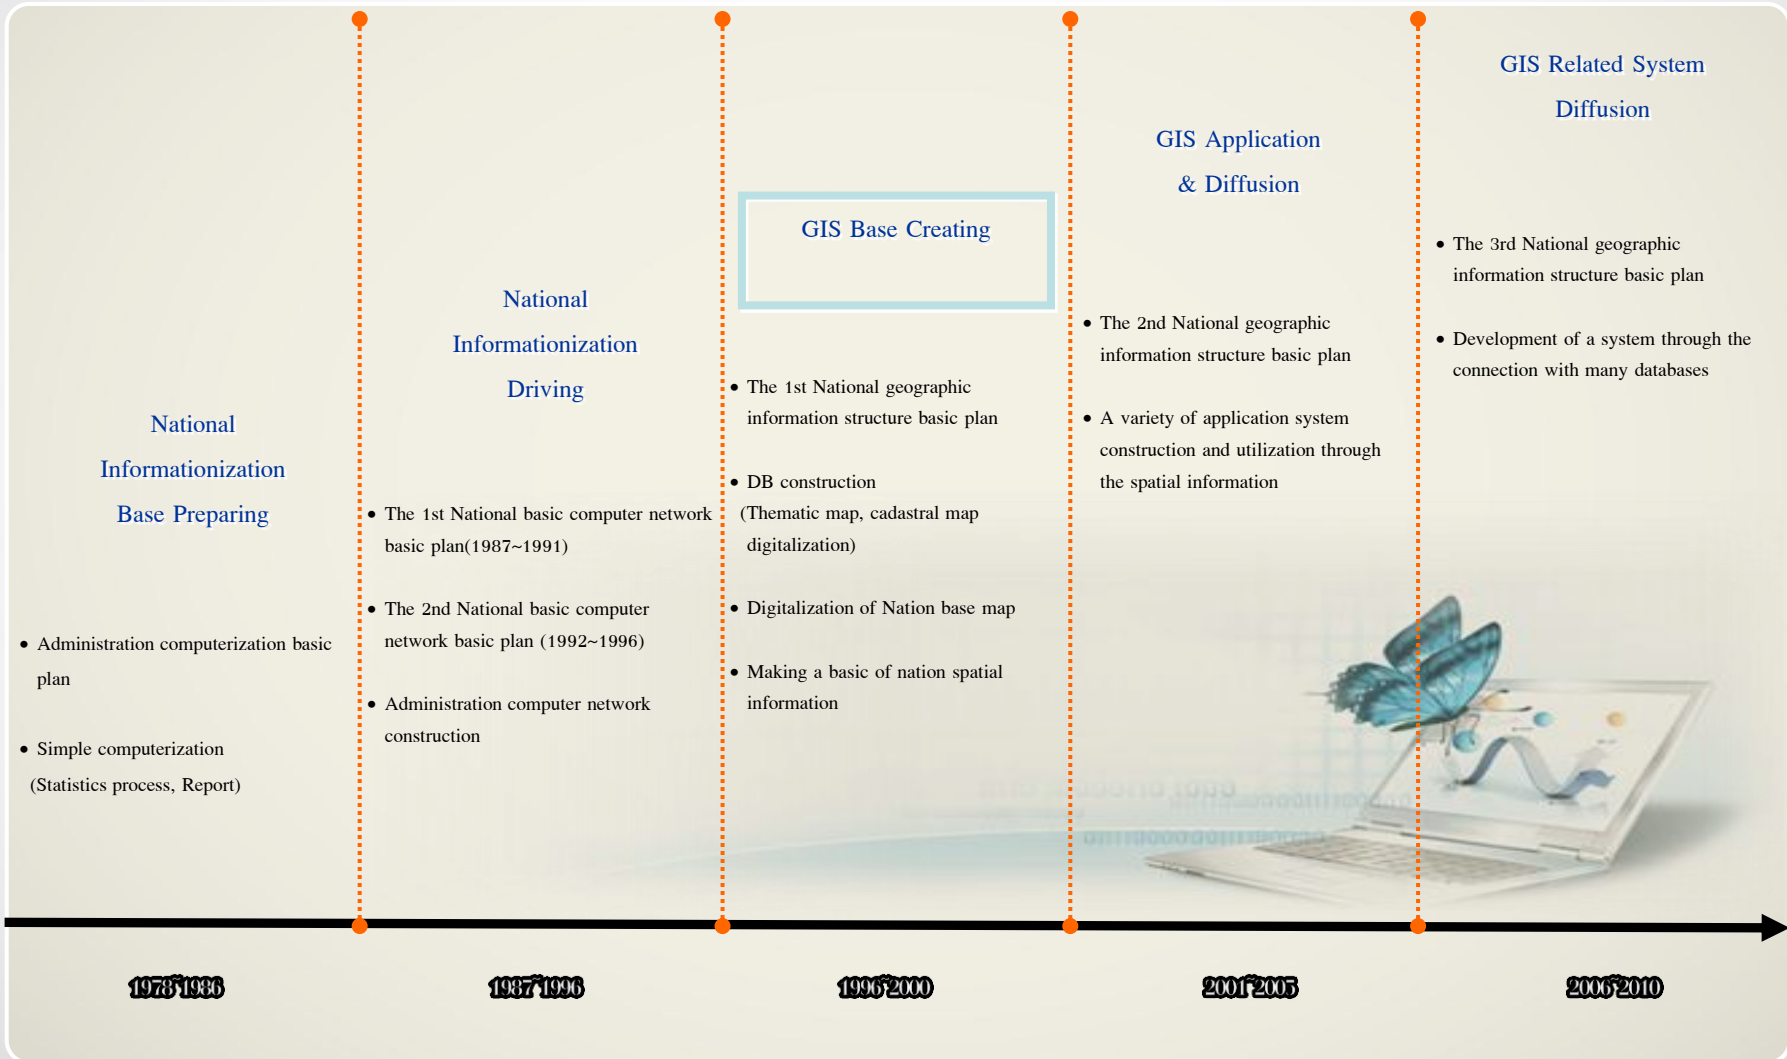 National
Informationization
Base Preparing
• Administration computerization basic
plan
• Simple computerization
(Statistics process, Report)
National
Informationization
Driving
• The 1st National basic computer network
basic plan(1987~1991)
• The 2nd National basic computer
network basic plan (1992~1996)
• Administration computer network
construction
GIS Base Creating
• The 1st National geographic
information structure basic plan
• DB construction
(Thematic map, cadastral map
digitalization)
• Digitalization of Nation base map
• Making a basic of nation spatial
information
GIS Application
& Diffusion
• The 2nd National geographic
information structure basic plan
• A variety of application system
construction and utilization through
the spatial information
GIS Related System
Diffusion
• The 3rd National geographic
information structure basic plan
• Development of a system through the
connection with many databases
1978~1986
1987~1996
1996~2000
2001~2005
2006~2010